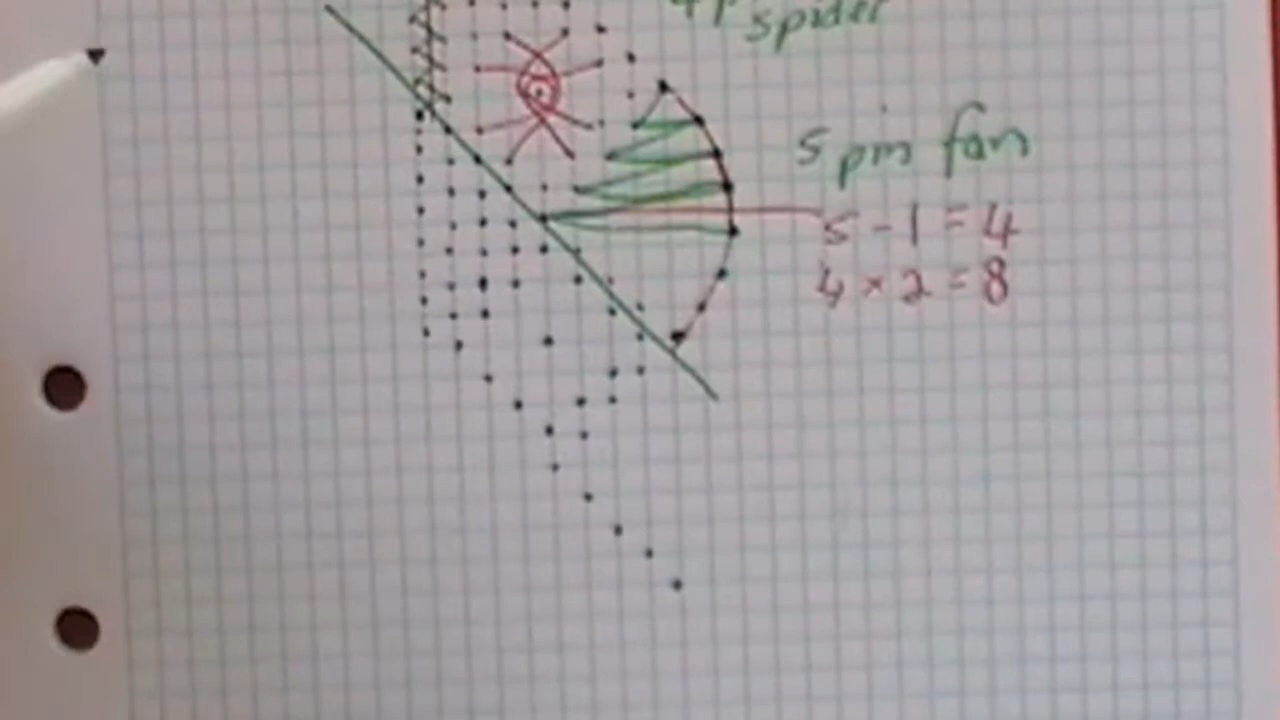 spider
5 pin fan
5 - 1 = 4
4 × 2 = 8